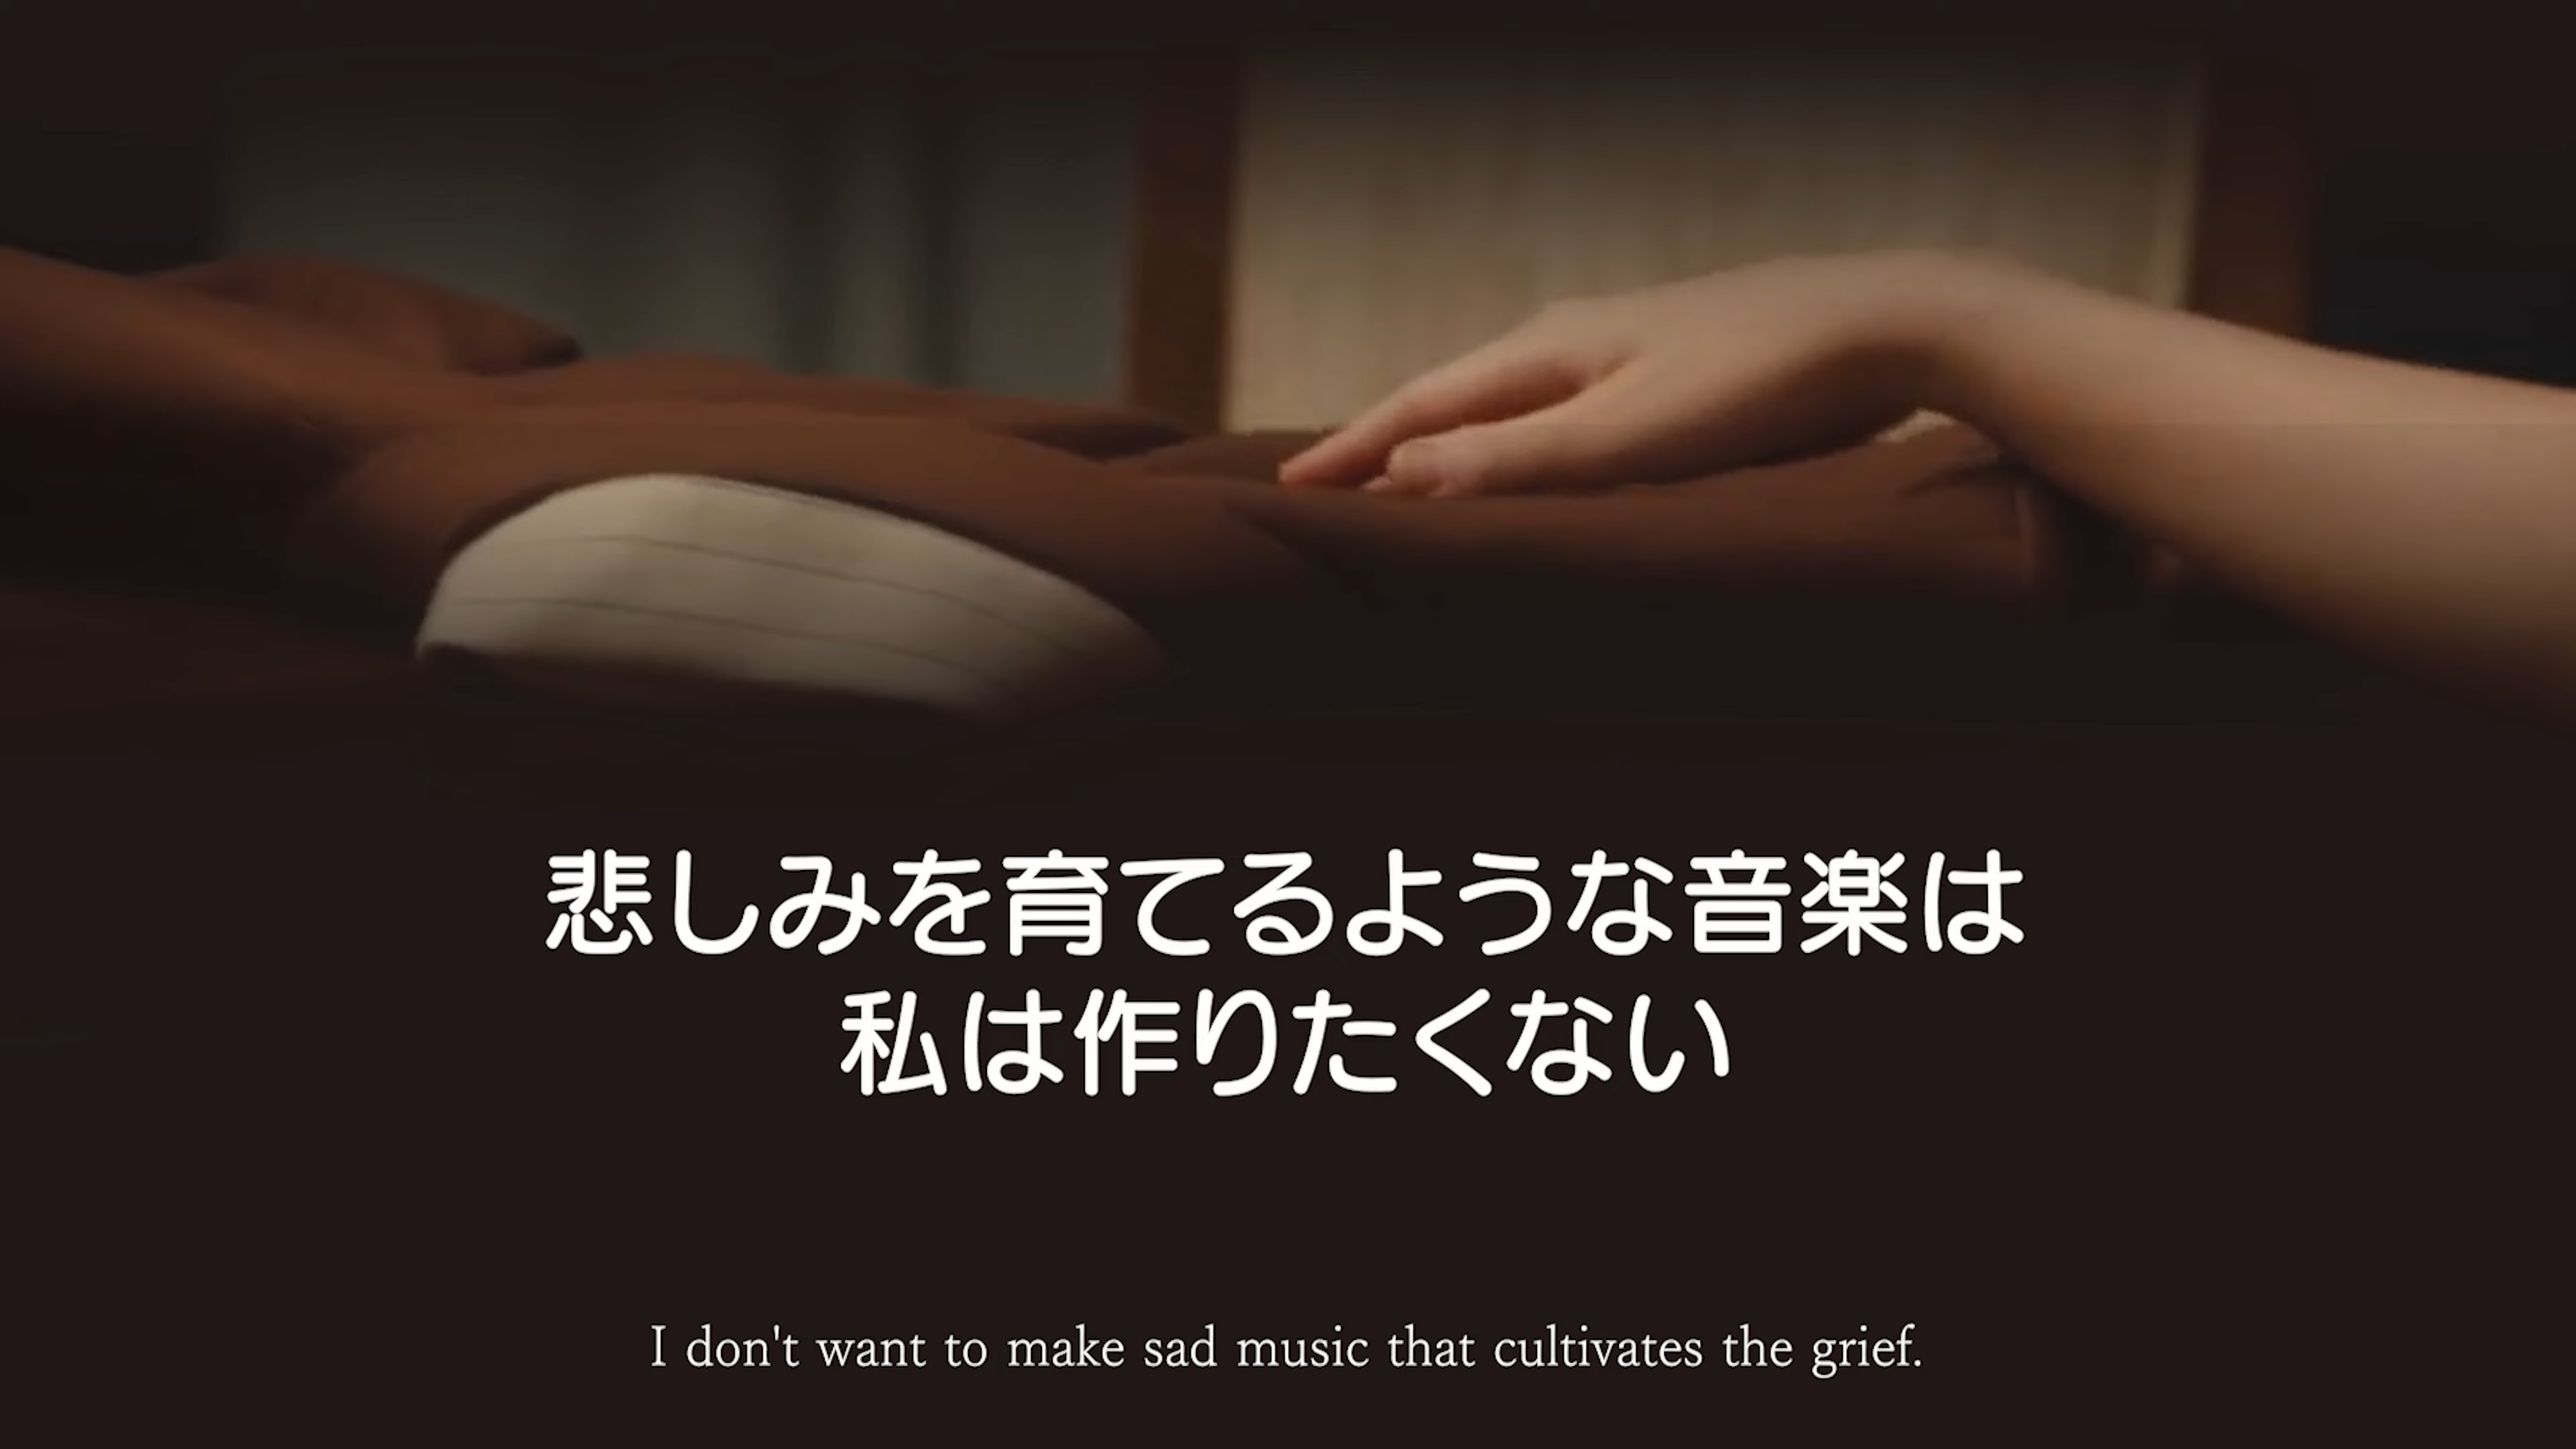 悲しみを育てるような音楽は
私は作りたくない
I don't want to make sad music that cultivates the grief.